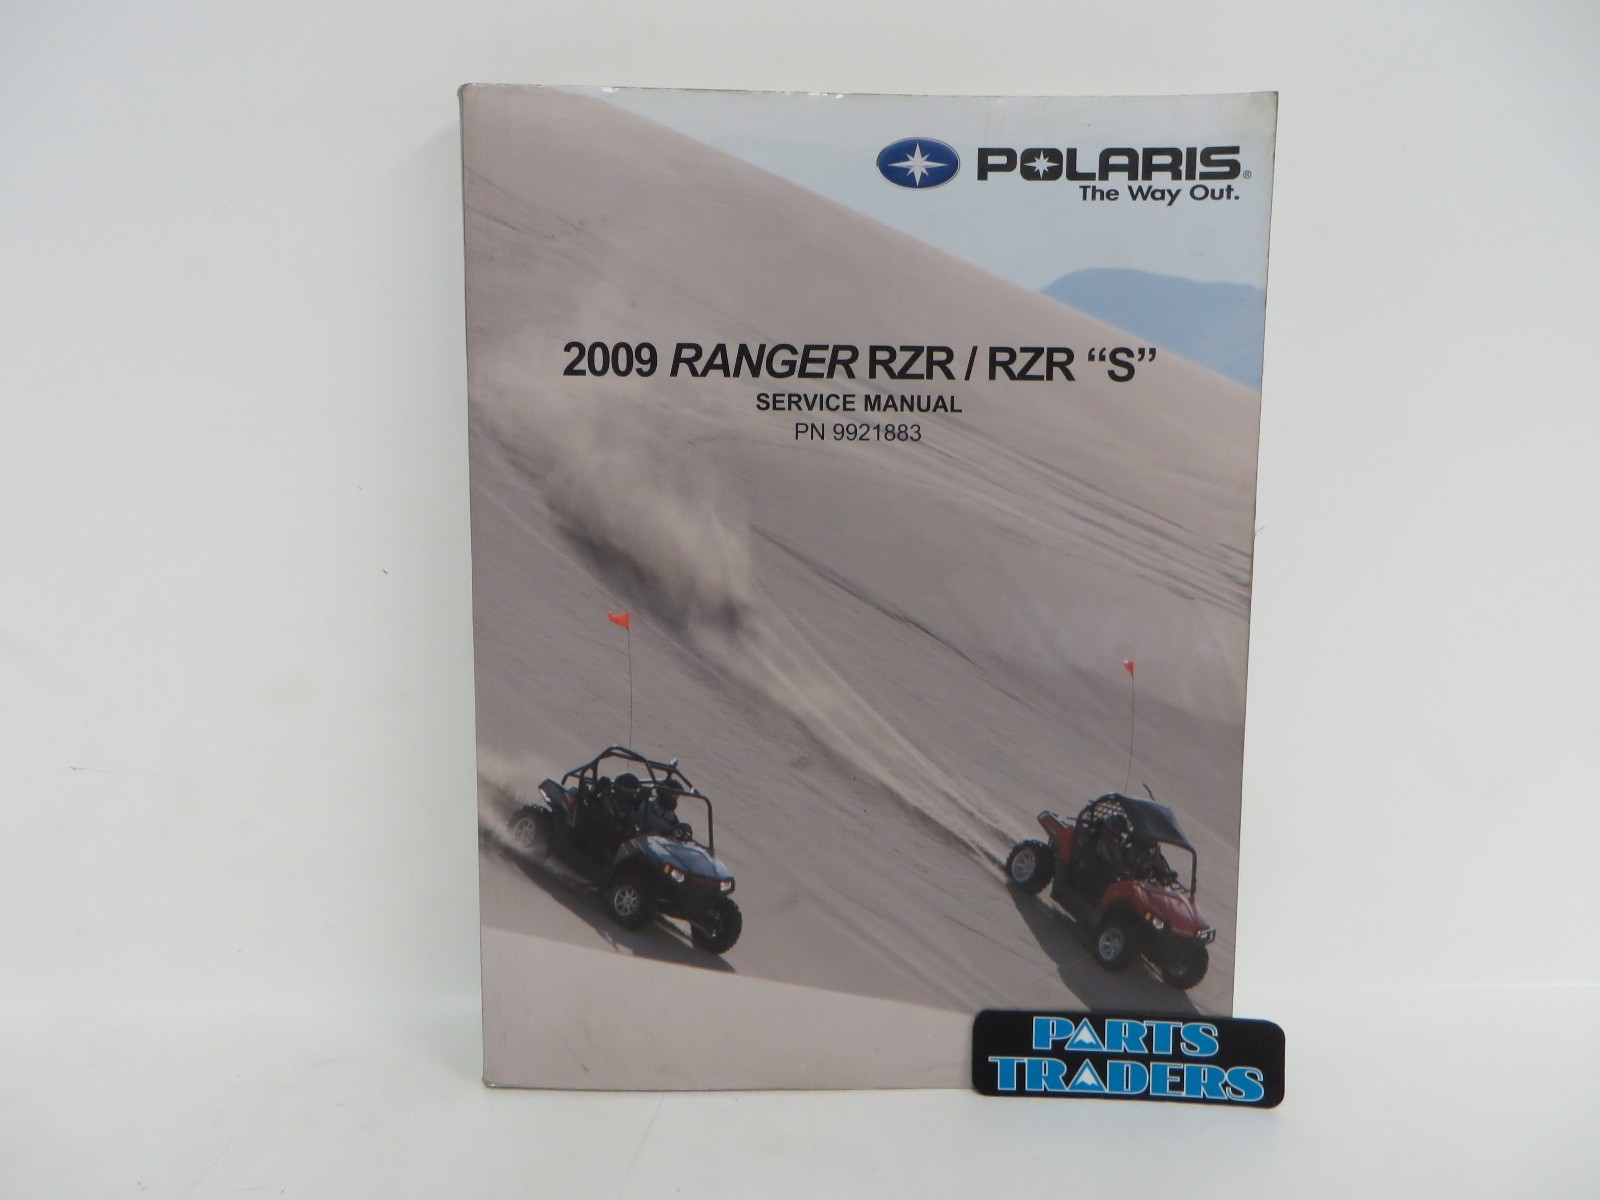 POLARIS®
The Way Out.
2009 RANGER RZR / RZR “S”
SERVICE MANUAL
PN 9921883
PARTS
TRADERS